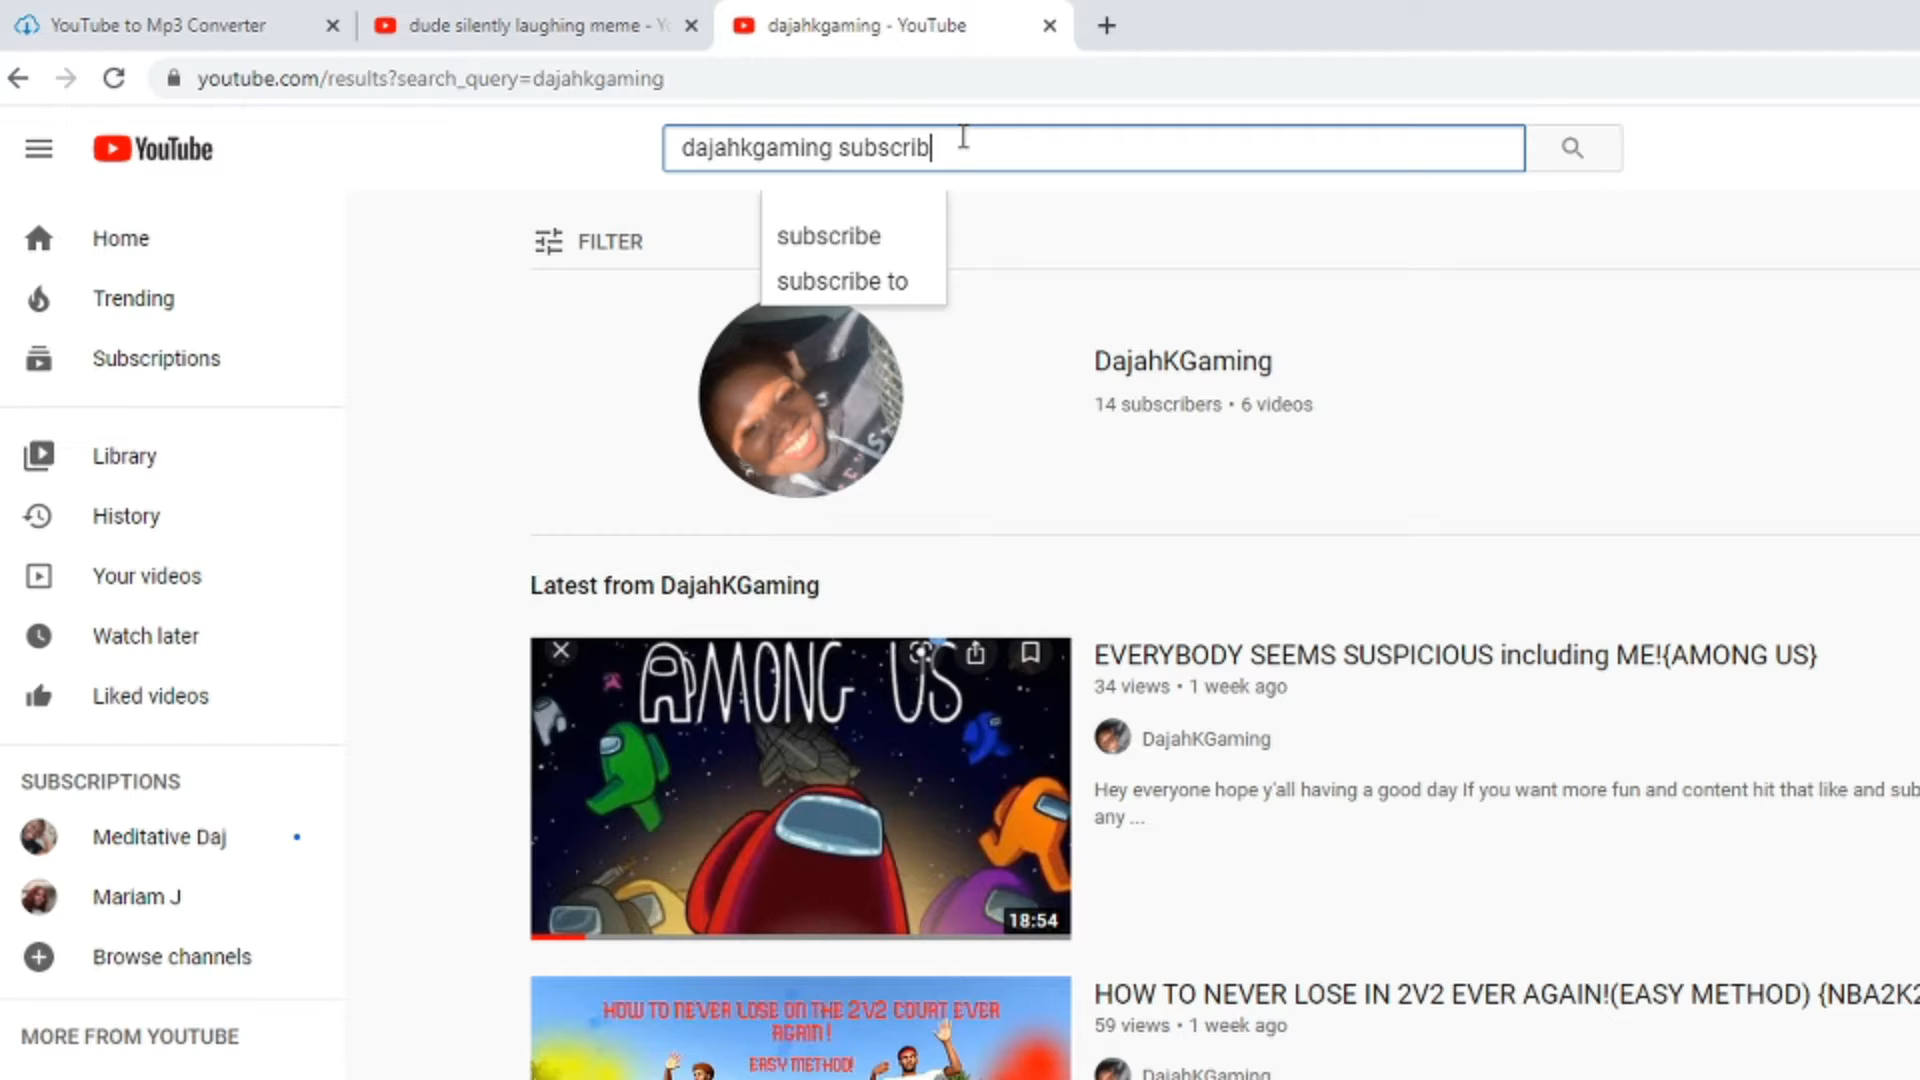 YouTube to Mp3 Converter
dude silently laughing meme - Yo
dajahkgaming - YouTube
youtube.com/results?search_query=dajahkgaming
YouTube
dajahkgaming subscrib
subscribe
subscribe to
Home
Trending
Subscriptions
Library
History
Your videos
Watch later
Liked videos
SUBSCRIPTIONS
Meditative Daj
Mariam J
Browse channels
MORE FROM YOUTUBE
FILTER
DajahKGaming
14 subscribers • 6 videos
Latest from DajahKGaming
AMONG US
18:54
EVERYBODY SEEMS SUSPICIOUS including ME!{AMONG US}
34 views • 1 week ago
DajahKGaming
Hey everyone hope y'all having a good day If you want more fun and content hit that like and sub
any ...
HOW TO NEVER LOSE ON THE 2V2 COURT EVER
AGAIN!
EASY METHOD!
HOW TO NEVER LOSE IN 2V2 EVER AGAIN!(EASY METHOD) {NBA2K2
59 views • 1 week ago
DajahKGaming